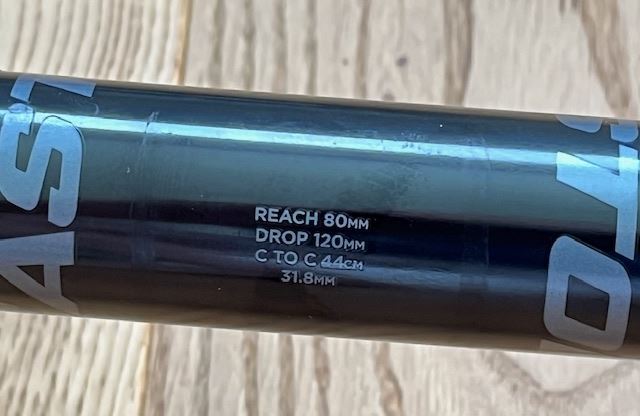 REACH 80MM
DROP 120MM
C TO C 44CM
31.8MM